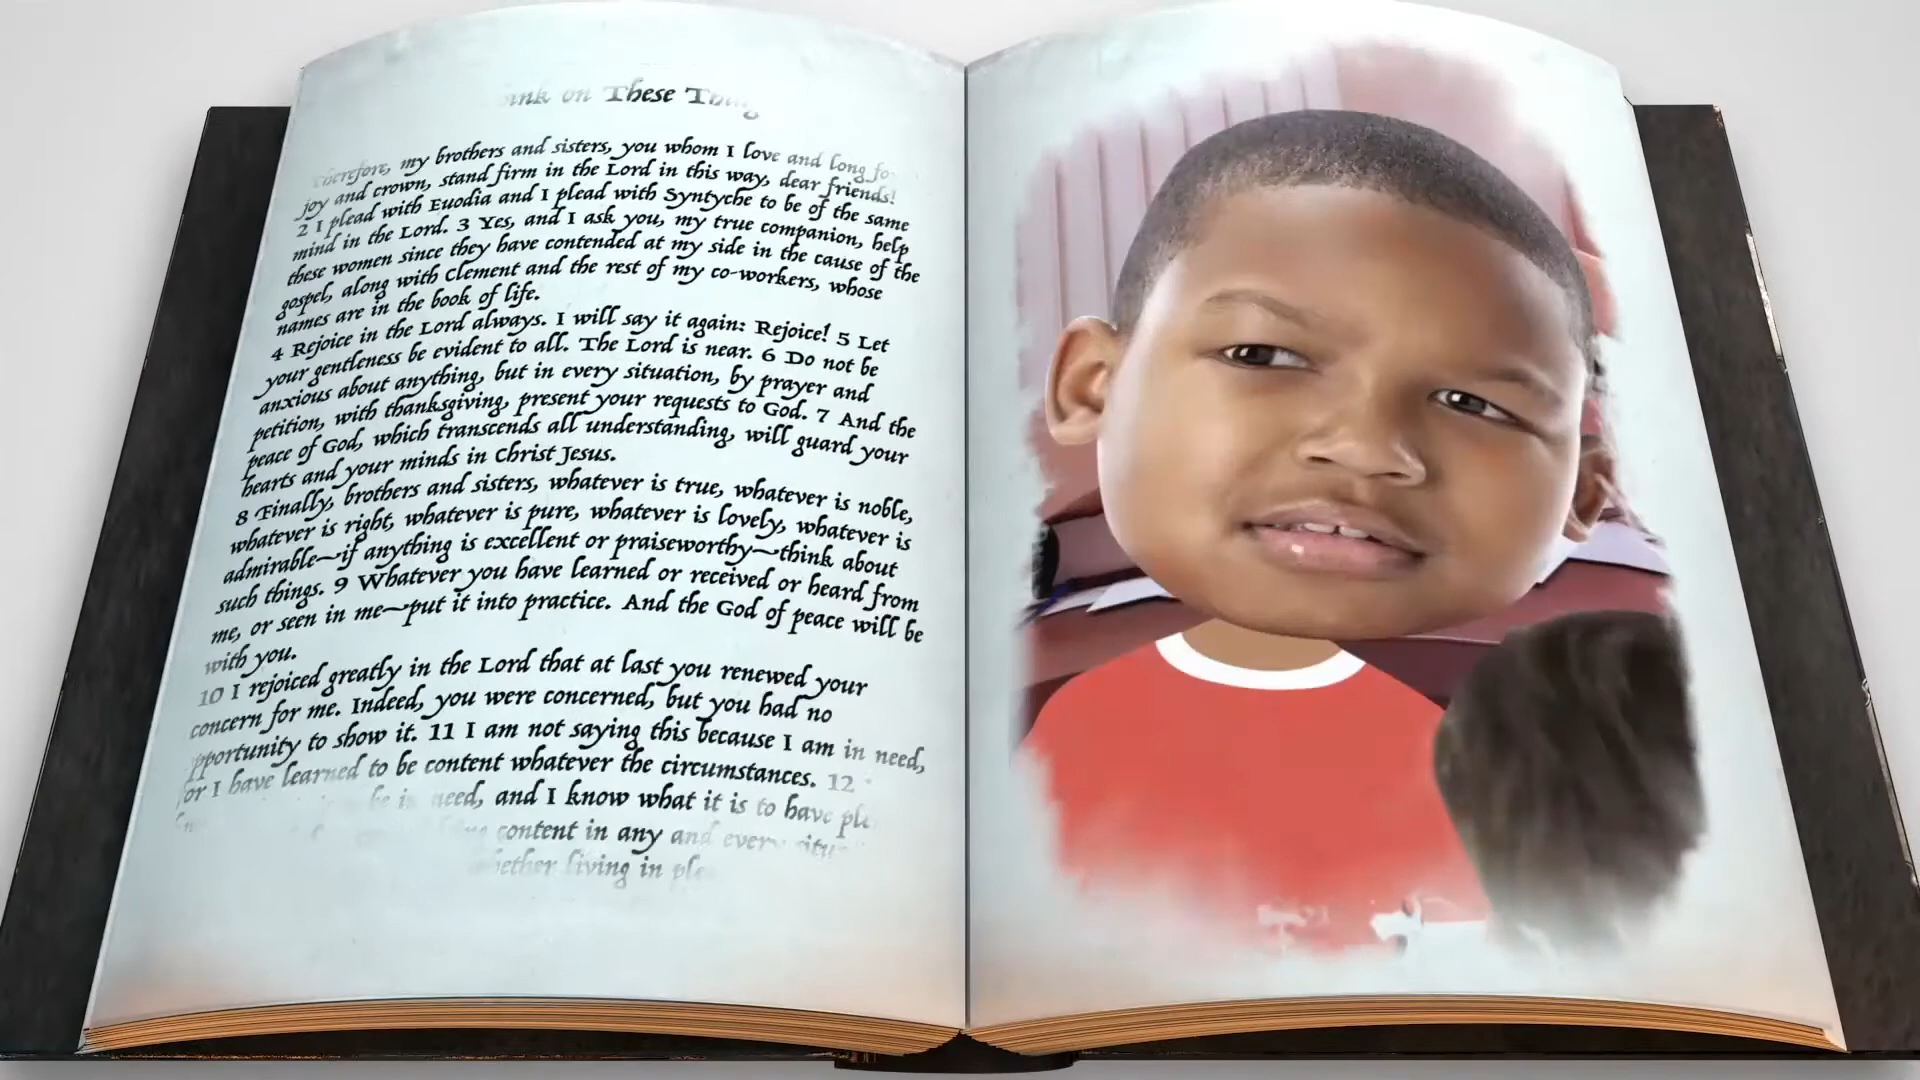 ink on These Thing
Therefore, my brothers and sisters, you whom I love and long fo
joy and crown, stand firm in the Lord in this way, dear friends!
2 I plead with Euodia and I plead with Syntyche to be of the same
mind in the Lord. 3 Yes, and I ask you, my true companion, help
these women since they have contended at my side in the cause of the
gospel, along with Clement and the rest of my co-workers, whose
names are in the book of life.
4 Rejoice in the Lord always. I will say it again: Rejoice! 5 Let
your gentleness be evident to all. The Lord is near. 6 Do not be
anxious about anything, but in every situation, by prayer and
petition, with thanksgiving, present your requests to God. 7 And the
peace of God, which transcends all understanding, will guard your
hearts and your minds in Christ Jesus.
8 Finally, brothers and sisters, whatever is true, whatever is noble,
whatever is right, whatever is pure, whatever is lovely, whatever is
admirable—if anything is excellent or praiseworthy—think about
such things. 9 Whatever you have learned or received or heard from
me, or seen in me—put it into practice. And the God of peace will be
with you.
10 I rejoiced greatly in the Lord that at last you renewed your
concern for me. Indeed, you were concerned, but you had no
pportunity to show it. 11 I am not saying this because I am in need,
for I have learned to be content whatever the circumstances. 12
be in need, and I know what it is to have ple
content in any and every situ
hether living in ple